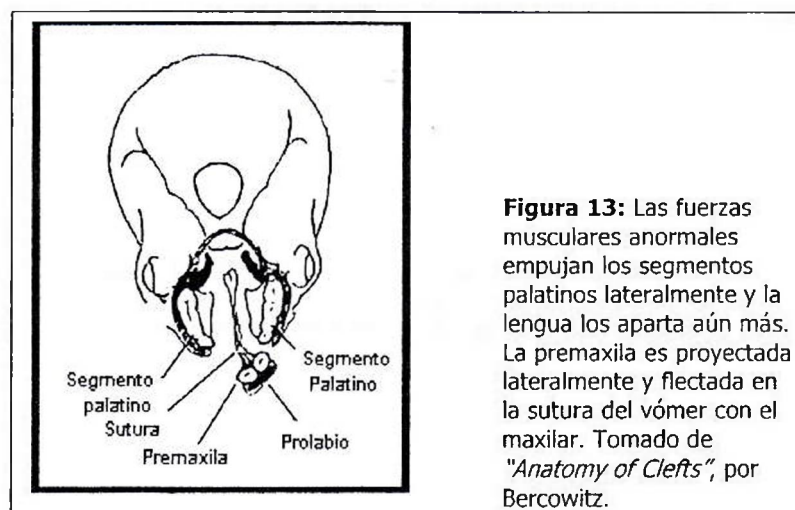 Segmento
palatino
Sutura
Premaxila
Prolabio
Segmento
Palatino
Figura 13: Las fuerzas
musculares anormales
empujan los segmentos
palatinos lateralmente y la
lengua los aparta aún más.
La premaxila es proyectada
lateralmente y flectada en
la sutura del vómer con el
maxilar. Tomado de
"Anatomy of Clefts", por
Bercowitz.